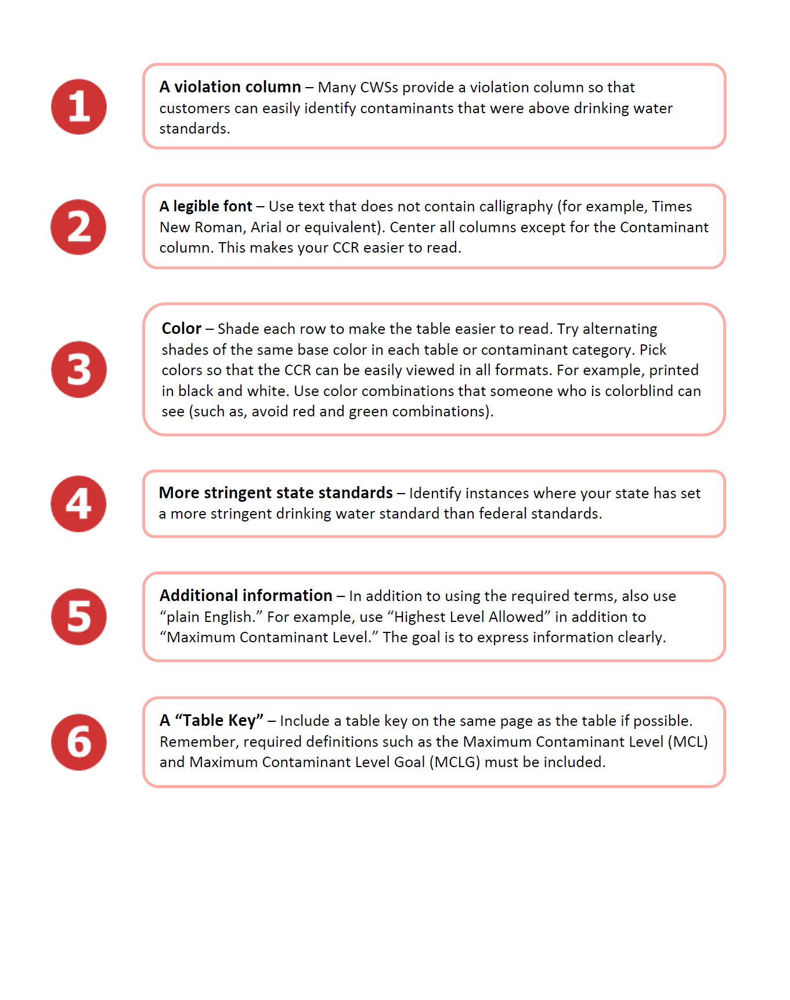 1
A violation column – Many CWSs provide a violation column so that
customers can easily identify contaminants that were above drinking water
standards.
2
A legible font – Use text that does not contain calligraphy (for example, Times
New Roman, Arial or equivalent). Center all columns except for the Contaminant
column. This makes your CCR easier to read.
3
Color – Shade each row to make the table easier to read. Try alternating
shades of the same base color in each table or contaminant category. Pick
colors so that the CCR can be easily viewed in all formats. For example, printed
in black and white. Use color combinations that someone who is colorblind can
see (such as, avoid red and green combinations).
4
More stringent state standards – Identify instances where your state has set
a more stringent drinking water standard than federal standards.
5
Additional information – In addition to using the required terms, also use
“plain English.” For example, use “Highest Level Allowed” in addition to
“Maximum Contaminant Level.” The goal is to express information clearly.
6
A “Table Key” – Include a table key on the same page as the table if possible.
Remember, required definitions such as the Maximum Contaminant Level (MCL)
and Maximum Contaminant Level Goal (MCLG) must be included.